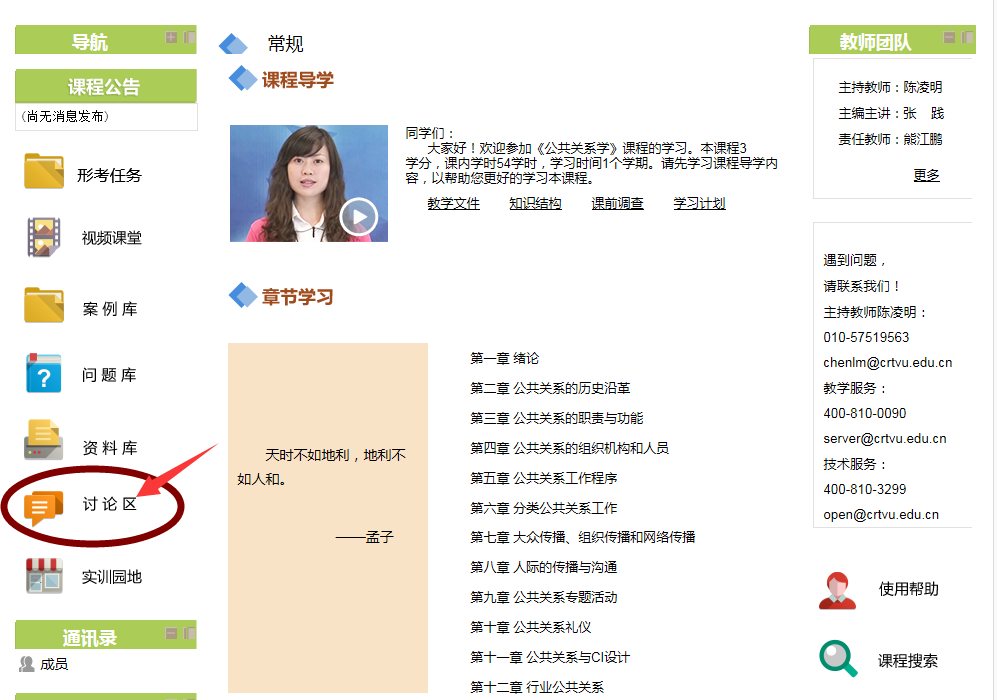 导航
课程公告
(尚无消息发布)
形考任务
视频课堂
案 例 库
问 题 库
资 料 库
讨 论 区
实训园地
通讯录
成员
常规
课程导学
同学们：
大家好！欢迎参加《公共关系学》课程的学习。本课程3
学分，课内学时54学时，学习时间1个学期。请先学习课程导学内
容，以帮助您更好的学习本课程。
教学文件 知识结构 课前调查 学习计划
章节学习
天时不如地利，地利不
如人和。
——孟子
第一章 绪论
第二章 公共关系的历史沿革
第三章 公共关系的职责与功能
第四章 公共关系的组织机构和人员
第五章 公共关系工作程序
第六章 分类公共关系工作
第七章 大众传播、组织传播和网络传播
第八章 人际的传播与沟通
第九章 公共关系专题活动
第十章 公共关系礼仪
第十一章 公共关系与CI设计
第十二章 行业公共关系
教师团队
主持教师：陈凌明
主编主讲：张 践
责任教师：熊江鹏
更多
遇到问题，
请联系我们！
主持教师陈凌明：
010-57519563
chenlm@crtvu.edu.cn
教学服务：
400-810-0090
server@crtvu.edu.cn
技术服务：
400-810-3299
open@crtvu.edu.cn
使用帮助
课程搜索